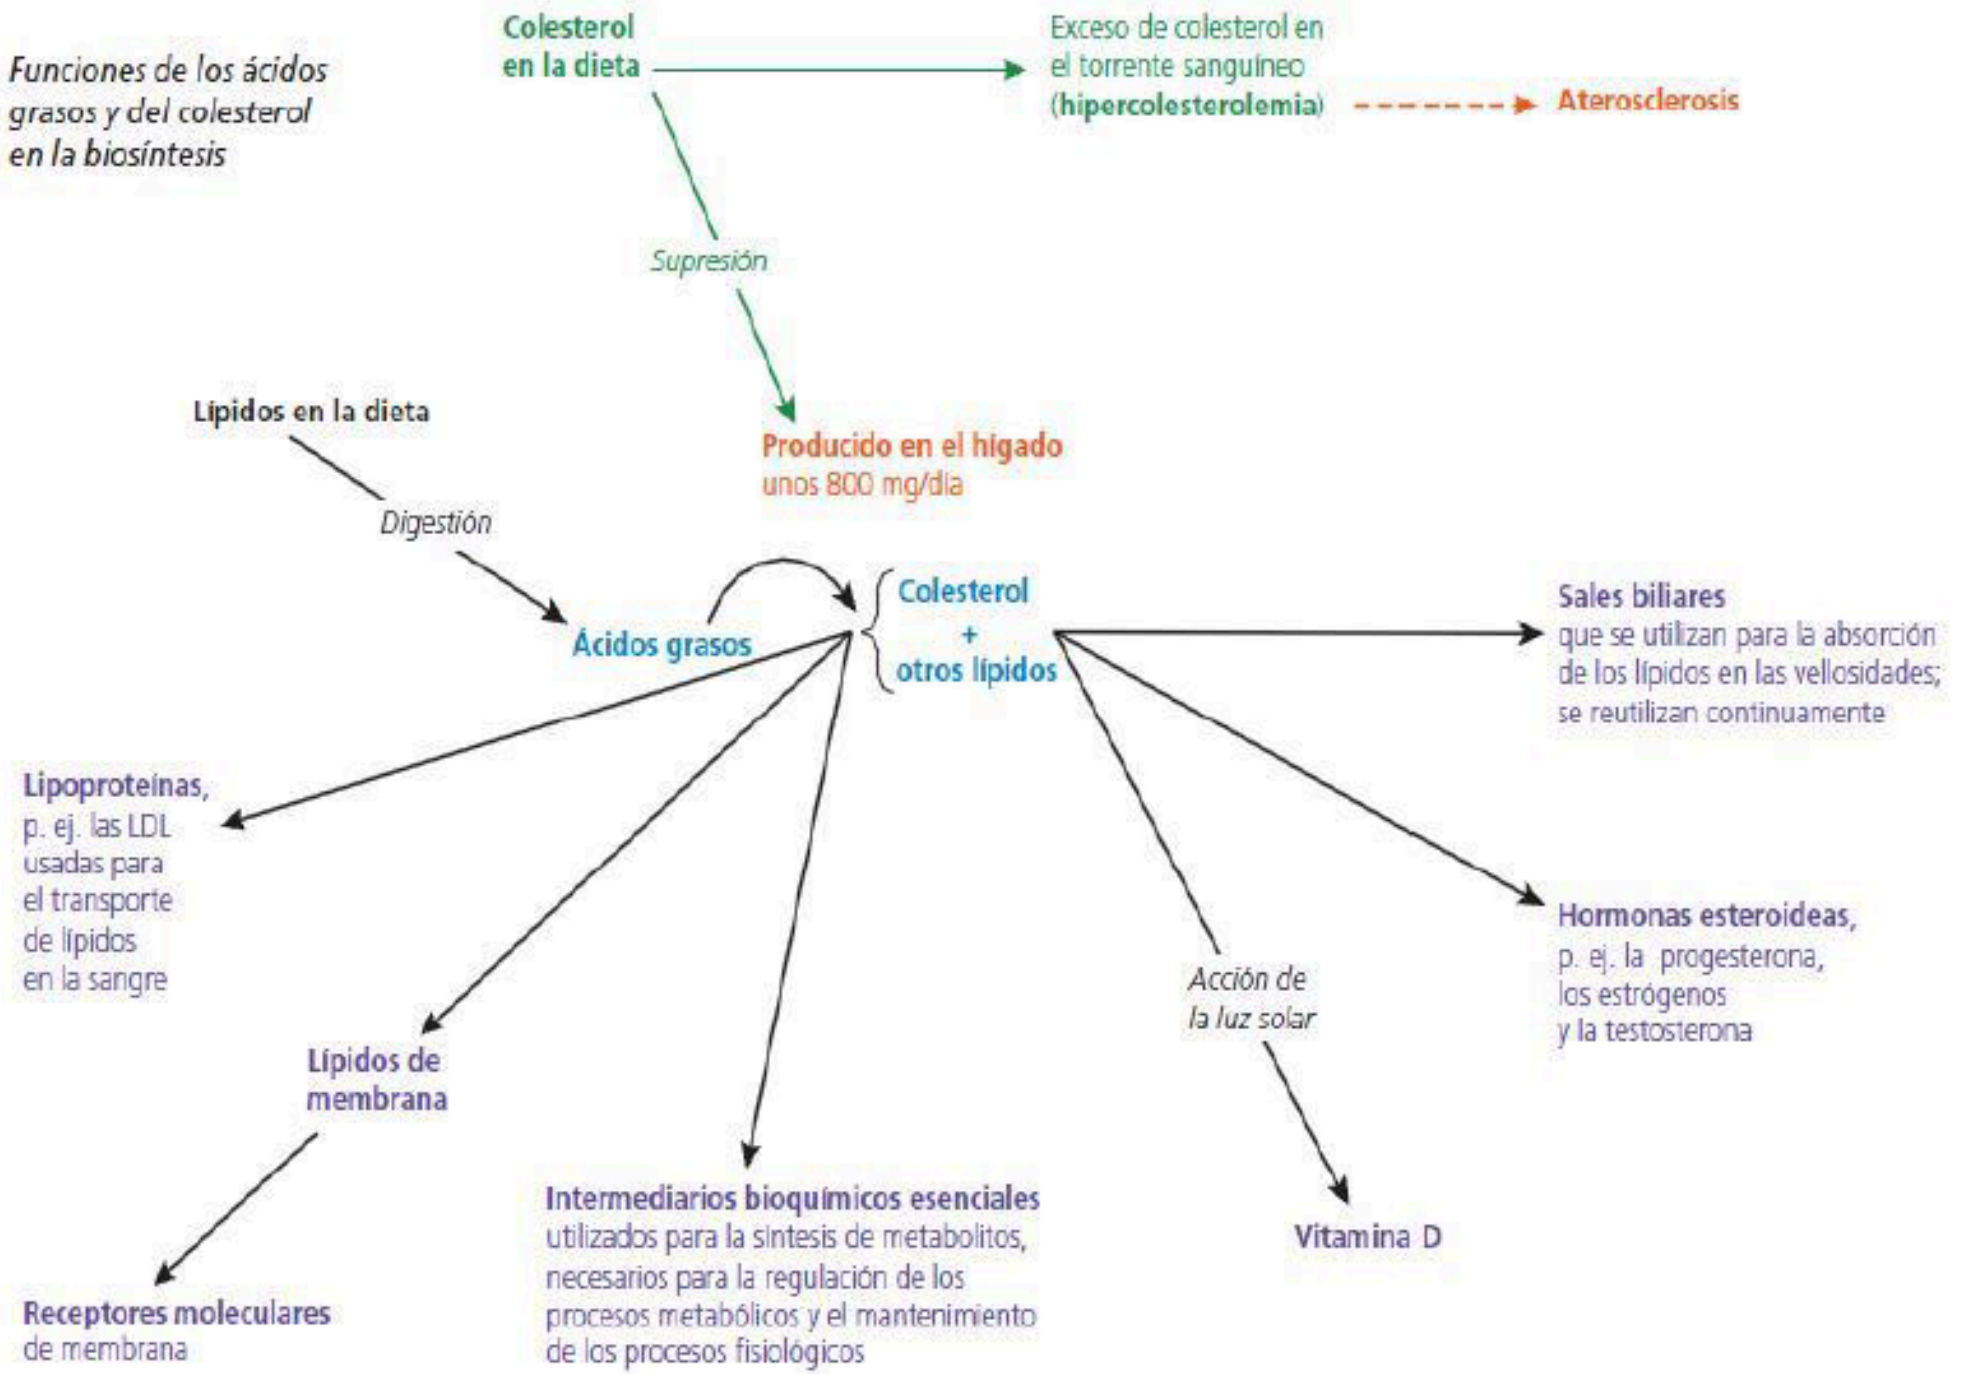 Funciones de los ácidos
grasos y del colesterol
en la biosíntesis
Colesterol
en la dieta
Exceso de colesterol en
el torrente sanguíneo
(hipercolesterolemia)
Aterosclerosis
Supresión
Lípidos en la dieta
Producido en el hígado
unos 800 mg/día
Digestión
Ácidos grasos
Colesterol
+
otros lípidos
Sales biliares
que se utilizan para la absorción
de los lípidos en las vellosidades;
se reutilizan continuamente
Lipoproteínas,
p. ej. las LDL
usadas para
el transporte
de lípidos
en la sangre
Hormonas esteroideas,
p. ej. la progesterona,
los estrógenos
y la testosterona
Acción de
la luz solar
Lípidos de
membrana
Intermediarios bioquímicos esenciales
utilizados para la síntesis de metabolitos,
necesarios para la regulación de los
procesos metabólicos y el mantenimiento
de los procesos fisiológicos
Vitamina D
Receptores moleculares
de membrana